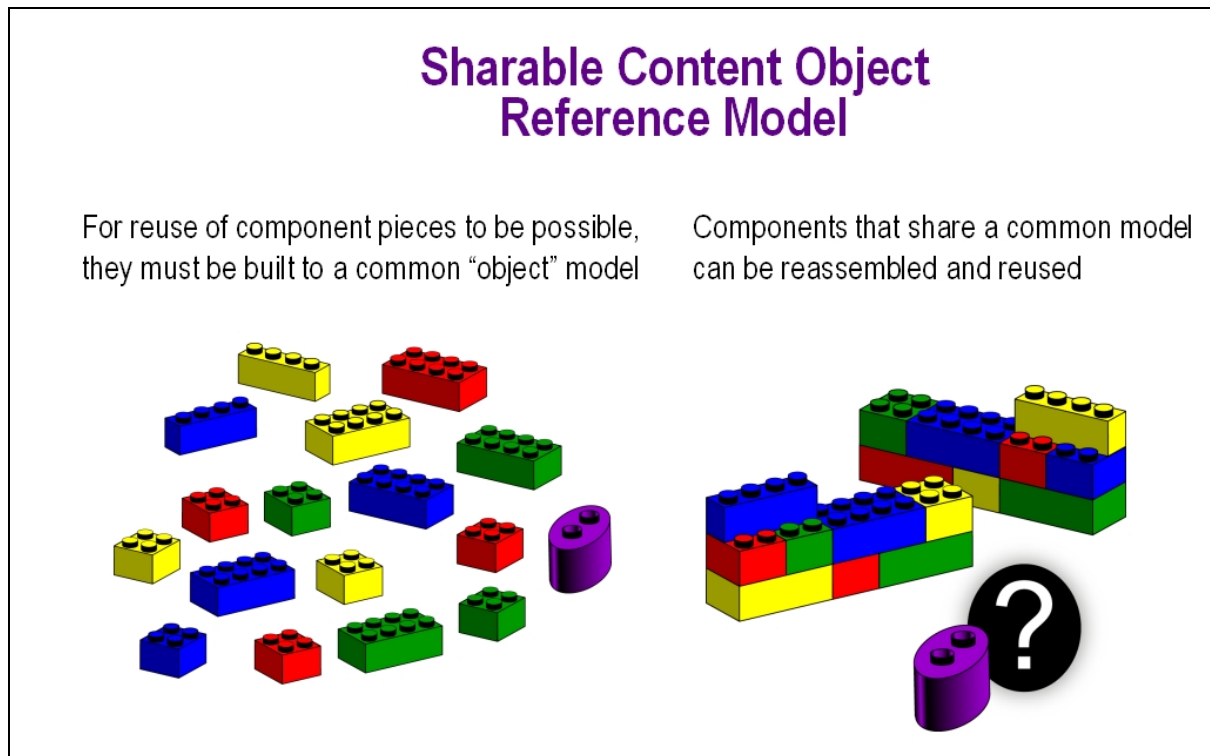 Sharable Content Object
Reference Model
For reuse of component pieces to be possible,
they must be built to a common “object” model
Components that share a common model
can be reassembled and reused
?